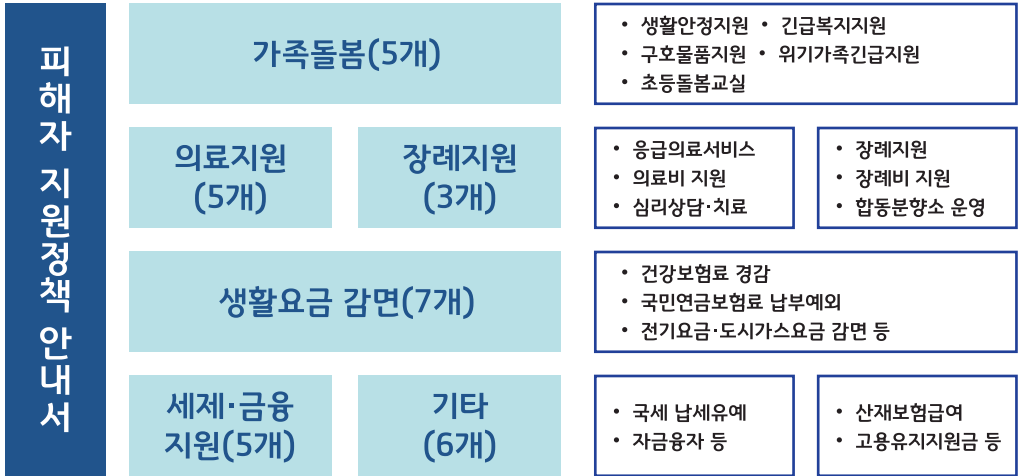 피해자 지원정책 안내서
가족돌봄(5개)
• 생활안정지원 • 긴급복지지원
• 구호물품지원 • 위기가족긴급지원
• 초등돌봄교실
의료지원
(5개)
장례지원
(3개)
• 응급의료서비스
• 의료비 지원
• 심리상담·치료
• 장례지원
• 장례비 지원
• 합동분향소 운영
생활요금 감면(7개)
• 건강보험료 경감
• 국민연금보험료 납부예외
• 전기요금·도시가스요금 감면 등
세제·금융
지원(5개)
기타
(6개)
• 국세 납세유예
• 자금융자 등
• 산재보험급여
• 고용유지지원금 등